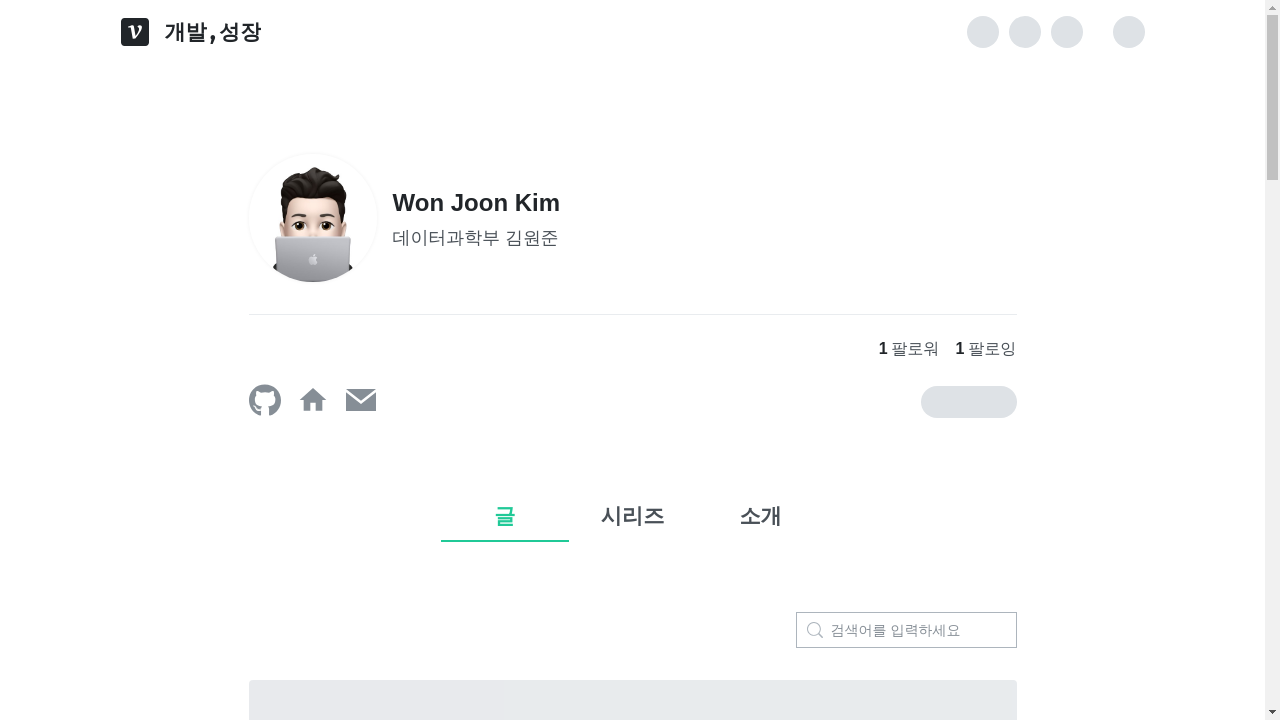 v 개발,성장
Won Joon Kim
데이터과학부 김원준
1 팔로워 1 팔로잉
글 시리즈 소개
검색어를 입력하세요